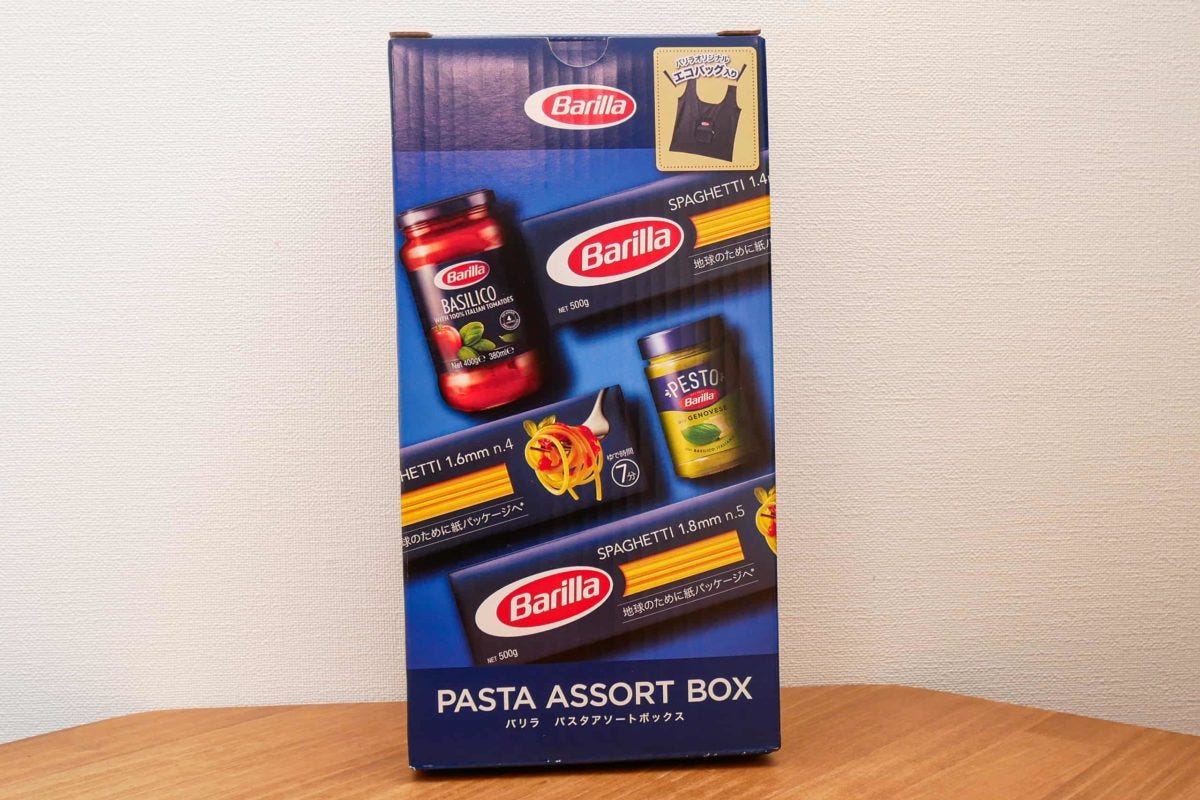 バリラオリジナル
エコバッグ入り
Barilla
SPAGHETTI 1.4
Barilla
地球のために紙パ
NET 500g
Barilla
BASILICO
WITH 100% ITALIAN TOMATOES
4
Net 400g℮ 380ml℮
PESTO
Barilla
GENOVESE
HETTI 1.6mm n.4
ゆで時間
7分
球のために紙パッケージへ*
SPAGHETTI 1.8mm n.5
Barilla
地球のために紙パッケージへ*
NET 500g
PASTA ASSORT BOX
バリラ パスタアソートボックス